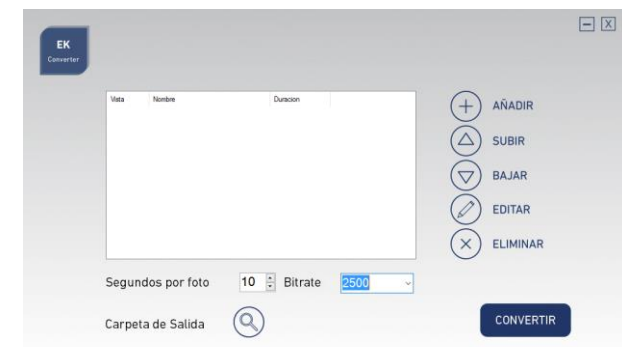 EK
Converter
Vista Nombre Duracion
AÑADIR
SUBIR
BAJAR
EDITAR
ELIMINAR
Segundos por foto 10 Bitrate 2500
Carpeta de Salida
CONVERTIR